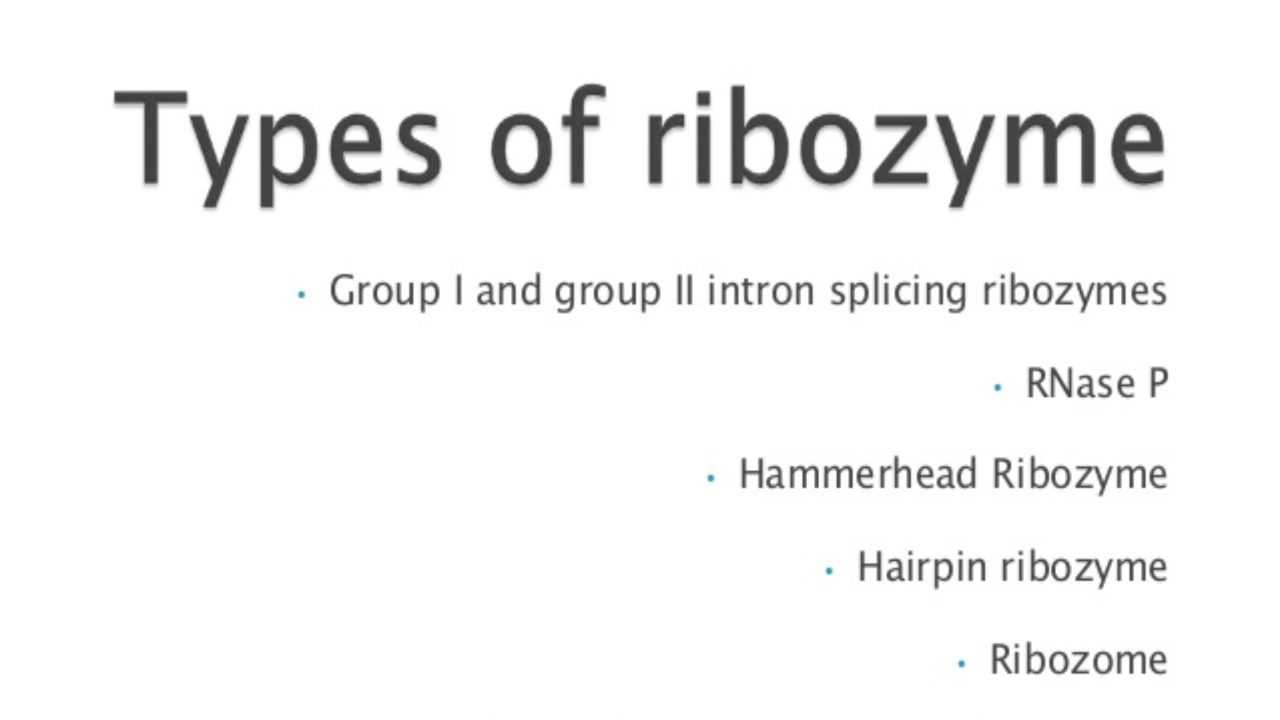 Types of ribozyme
• Group I and group II intron splicing ribozymes
• RNase P
• Hammerhead Ribozyme
• Hairpin ribozyme
• Ribozome